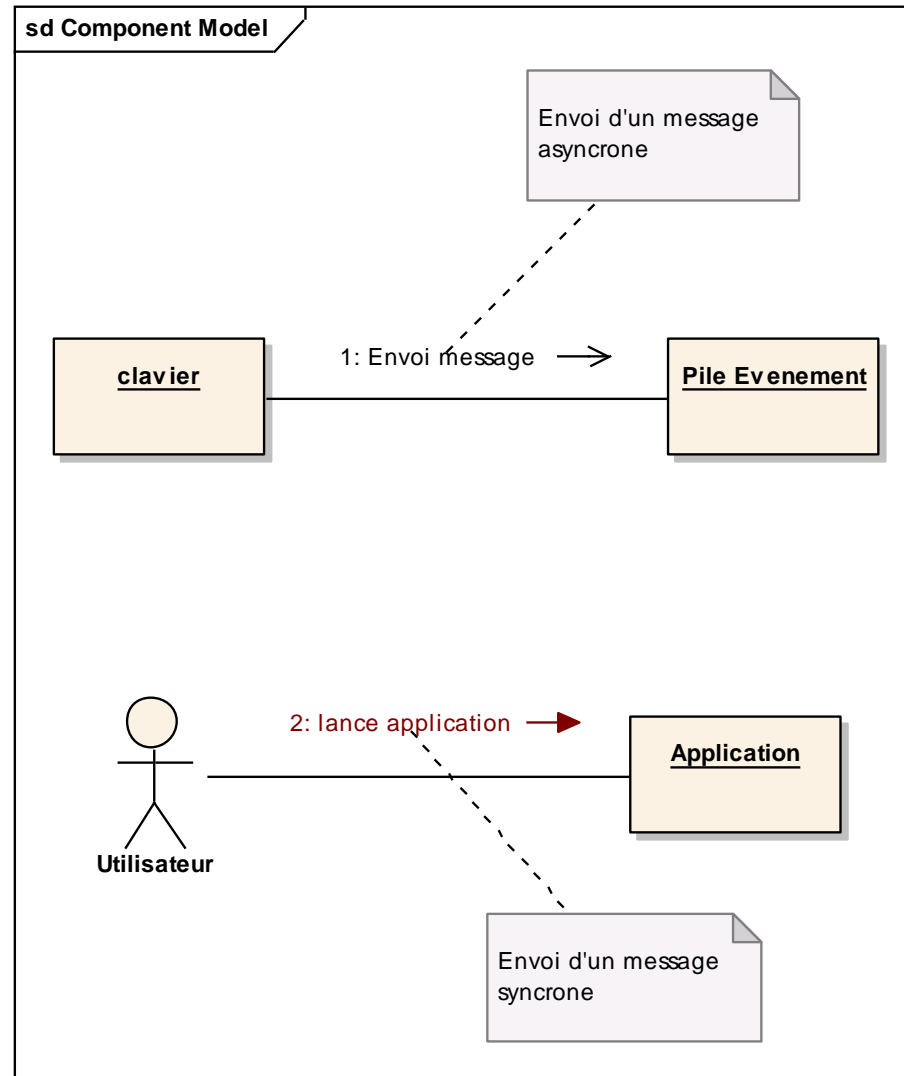 sd Component Model
Envoi d'un message
asyncrone
1: Envoi message
clavier
Pile Evenement
2: lance application
Application
Utilisateur
Envoi d'un message
syncrone